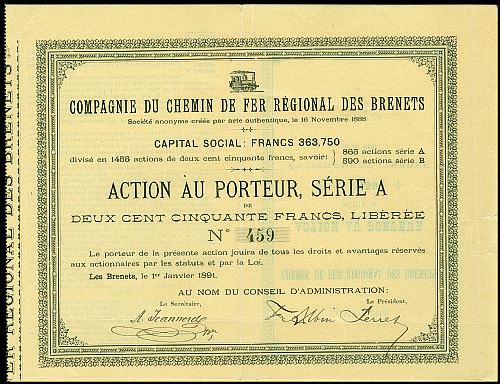 COMPAGNIE DU CHEMIN DE FER RÉGIONAL DES BRENETS
Société anonyme créée par acte authentique, le 16 Novembre 1888
CAPITAL SOCIAL: FRANCS 363,750
divisé en 1455 actions de deux cent cinquante francs, savoir: 865 actions série A
590 actions série B
ACTION AU PORTEUR, SÉRIE A
DE
DEUX CENT CINQUANTE FRANCS, LIBÉRÉE
No 459
Le porteur de la présente action jouira de tous les droits et avantages réservés
aux actionnaires par les statuts et par la Loi.
Les Brenets, le 1er Janvier 1891.
AU NOM DU CONSEIL D'ADMINISTRATION:
Le Secrétaire, Le Président,
A. Jeanneret